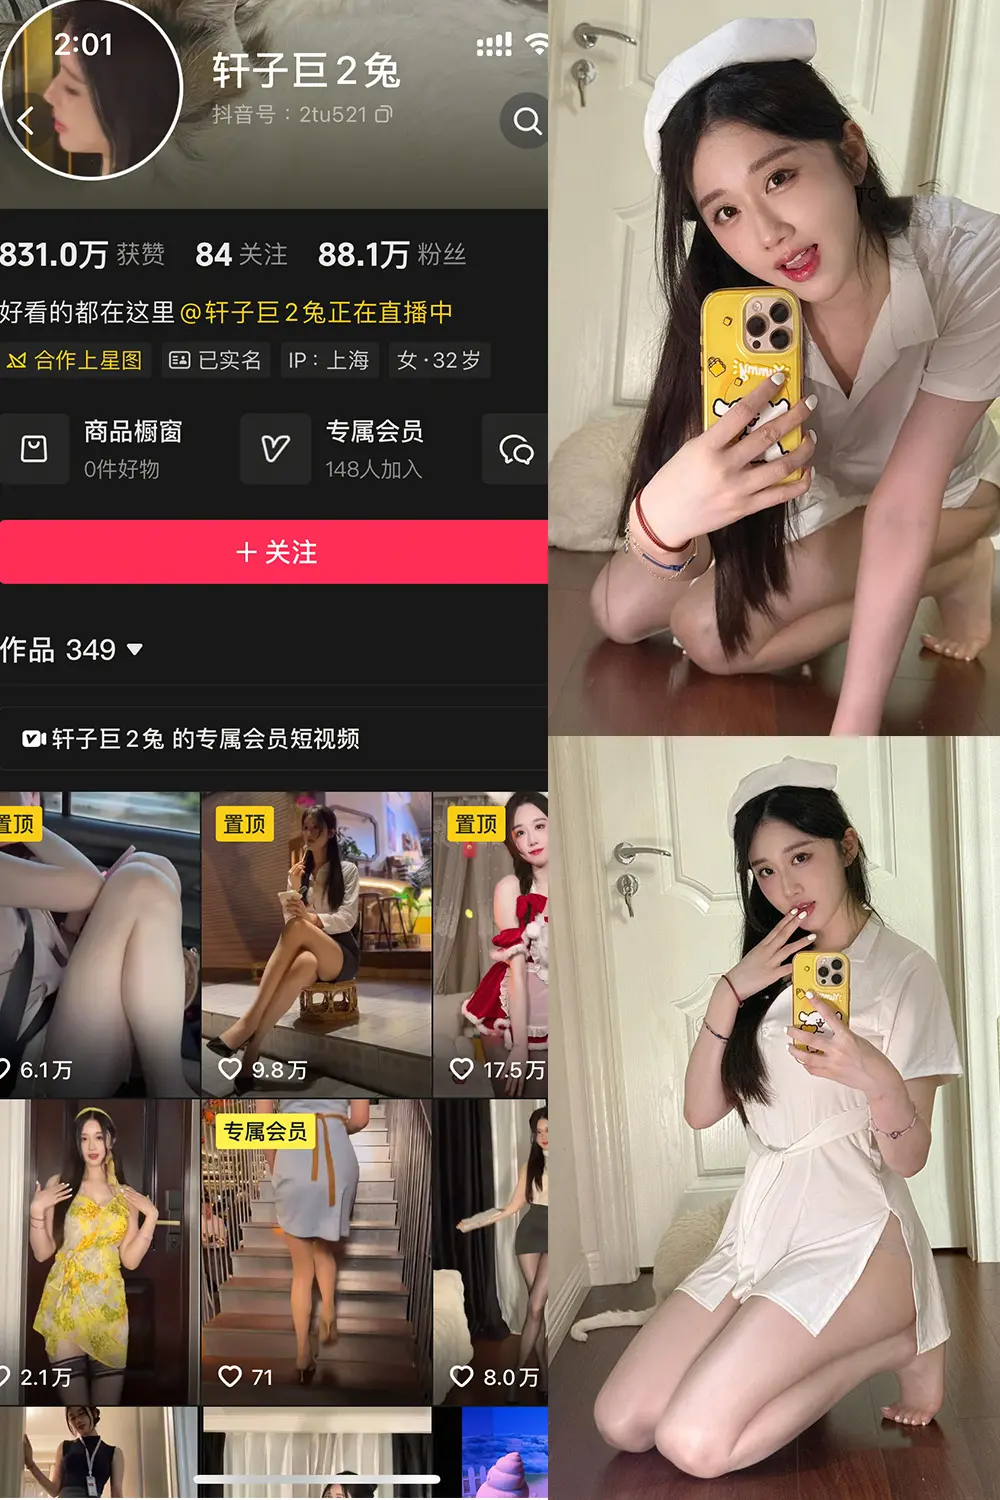 2:01
轩子巨2兔
抖音号：2tu521
831.0万 获赞 84 关注 88.1万 粉丝
好看的都在这里@轩子巨2兔正在直播中
合作上星图 已实名 IP：上海 女·32岁
商品橱窗
0件好物
专属会员
148人加入
+ 关注
作品 349
轩子巨2兔 的专属会员短视频
置顶
置顶
置顶
6.1万
9.8万
17.5万
专属会员
2.1万
71
8.0万